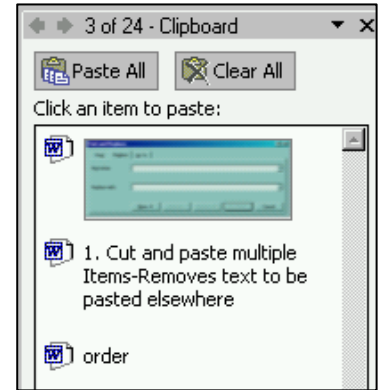 3 of 24 - Clipboard
Paste All Clear All
Click an item to paste:
1. Cut and paste multiple
Items-Removes text to be
pasted elsewhere
order